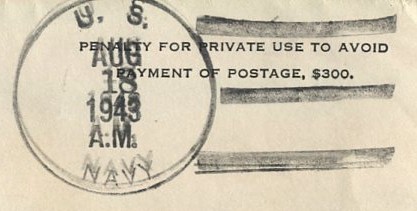 U. S.
PENALTY FOR PRIVATE USE TO AVOID
PAYMENT OF POSTAGE, $300.
AUG
18
1943
A.M.
NAVY